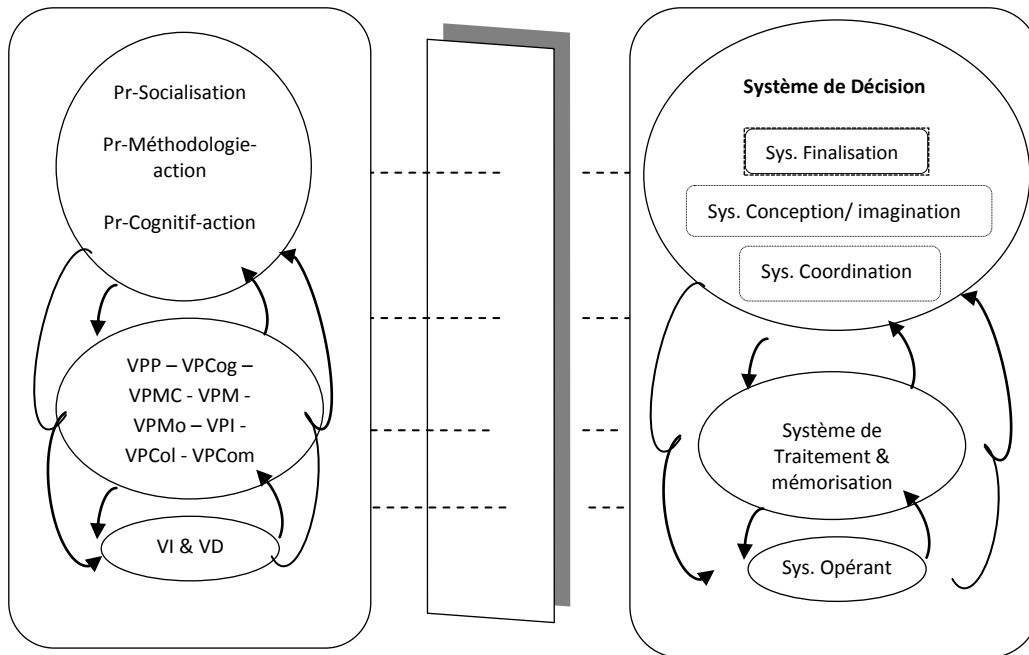 Pr-Socialisation
Pr-Méthodologie-
action
Pr-Cognitif-action
VPP – VPCog –
VPMC - VPM -
VPMo – VPI -
VPCol - VPCom
VI & VD
Système de Décision
Sys. Finalisation
Sys. Conception/ imagination
Sys. Coordination
Système de
Traitement &
mémorisation
Sys. Opérant